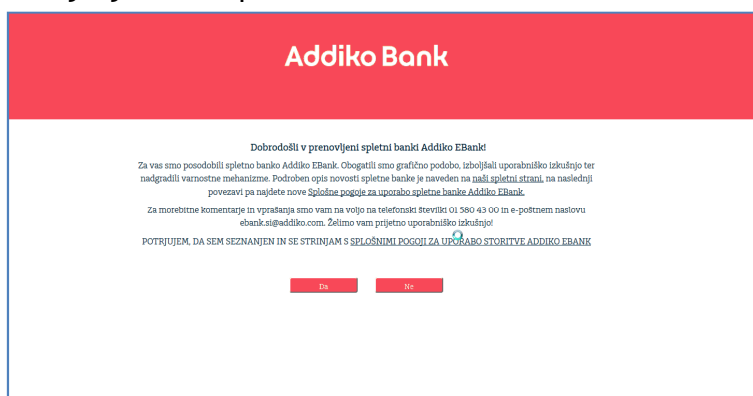 Addiko Bank
Dobrodošli v prenovljeni spletni banki Addiko EBank!
Za vas smo posodobili spletno banko Addiko EBank. Obogatili smo grafično podobo, izboljšali uporabniško izkušnjo ter
nadgradili varnostne mehanizme. Podroben opis novosti spletne banke je naveden na naši spletni strani, na naslednji
povezavi pa najdete nove Splošne pogoje za uporabo spletne banke Addiko EBank.
Za morebitne komentarje in vprašanja smo vam na voljo na telefonski številki 01 580 43 00 in e-poštnem naslovu
ebank.si@addiko.com. Želimo vam prijetno uporabniško izkušnjo!
POTRJUJEM, DA SEM SEZNANJEN IN SE STRINJAM S SPLOŠNIMI POGOJI ZA UPORABO STORITVE ADDIKO EBANK
Da Ne